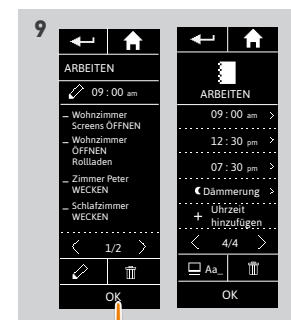 9
ARBEITEN
09 : 00 am
– Wohnzimmer
Screens ÖFFNEN
– Wohnzimmer
ÖFFNEN
Rollladen
– Zimmer Peter
WECKEN
– Schlafzimmer
WECKEN
< 1/2 >
OK
ARBEITEN
09 : 00 am >
12 : 30 pm >
07 : 30 pm >
Dämmerung >
+ Uhrzeit
hinzufügen
< 4/4 >
Aa_
OK